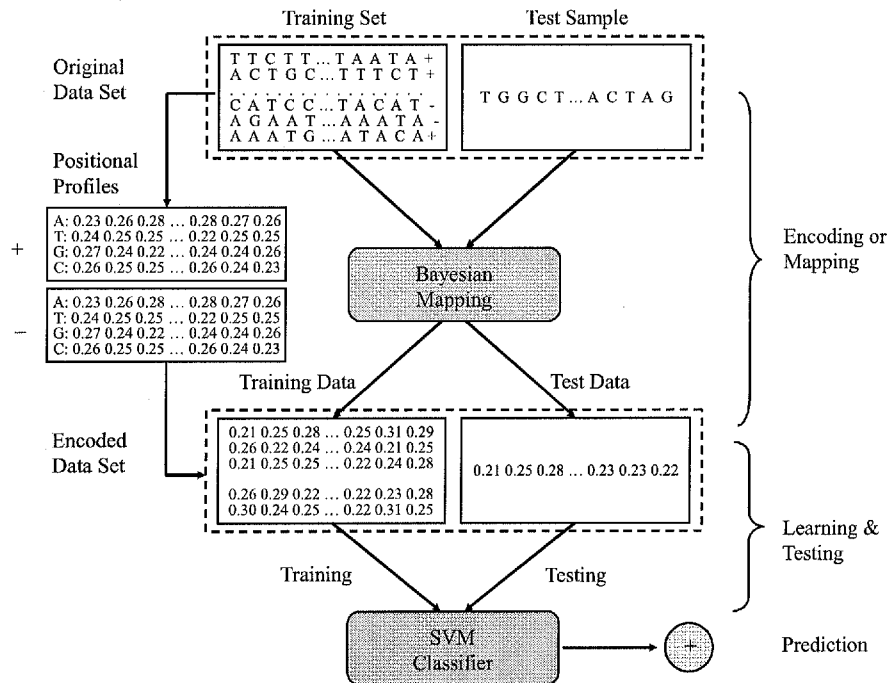 Training Set
Test Sample
Original
Data Set
T T C T T ... T A A T A +
A C T G C ... T T T C T +
C A T C C ... T A C A T -
A G A A T ... A A A T A -
A A A T G ... A T A C A +
T G G C T ... A C T A G
Positional
Profiles
+
A: 0.23 0.26 0.28 ... 0.28 0.27 0.26
T: 0.24 0.25 0.25 ... 0.22 0.25 0.25
G: 0.27 0.24 0.22 ... 0.24 0.24 0.26
C: 0.26 0.25 0.25 ... 0.26 0.24 0.23
−
A: 0.23 0.26 0.28 ... 0.28 0.27 0.26
T: 0.24 0.25 0.25 ... 0.22 0.25 0.25
G: 0.27 0.24 0.22 ... 0.24 0.24 0.26
C: 0.26 0.25 0.25 ... 0.26 0.24 0.23
Bayesian
Mapping
Encoding or
Mapping
Training Data
Test Data
Encoded
Data Set
0.21 0.25 0.28 ... 0.25 0.31 0.29
0.26 0.22 0.24 ... 0.24 0.21 0.25
0.21 0.25 0.25 ... 0.22 0.24 0.28
0.26 0.29 0.22 ... 0.22 0.23 0.28
0.30 0.24 0.25 ... 0.22 0.31 0.25
0.21 0.25 0.28 ... 0.23 0.23 0.22
Learning &
Testing
Training
Testing
SVM
Classifier
+
Prediction